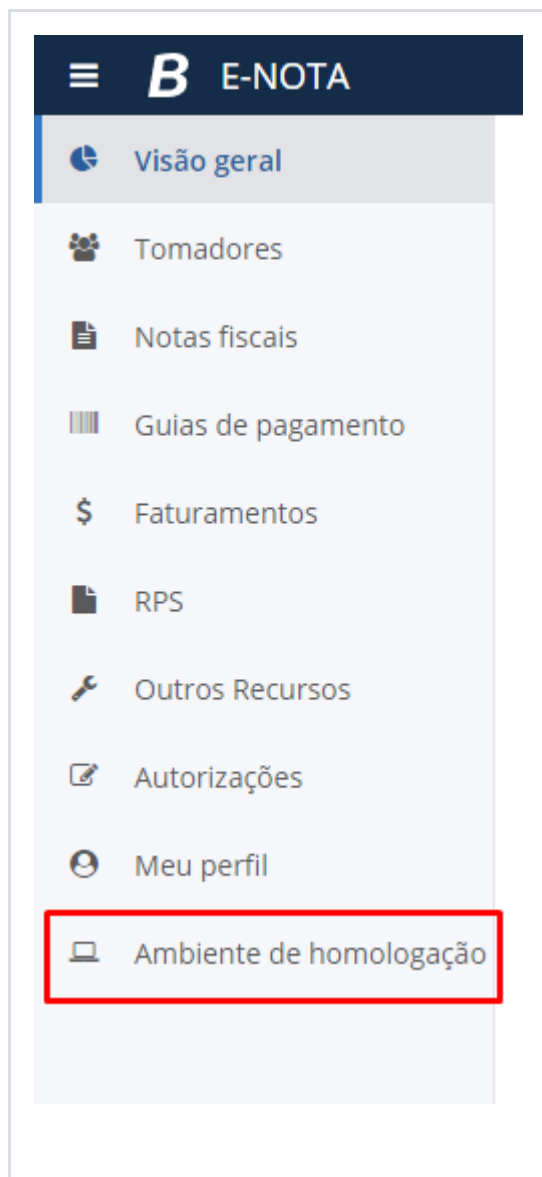 B E-NOTA
Visão geral
Tomadores
Notas fiscais
Guias de pagamento
Faturamentos
RPS
Outros Recursos
Autorizações
Meu perfil
Ambiente de homologação